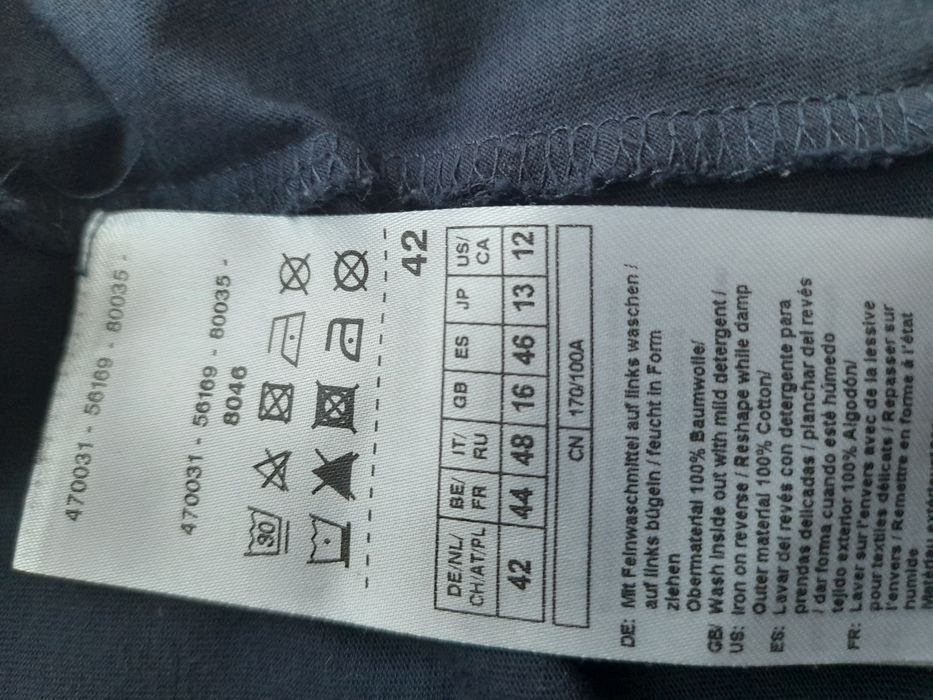 470031 - 56169 - 80035 -
470031 - 56169 - 80035 -
8046
30
42
DE/NL/ BE/ IT/ GB ES JP US/
CH/AT/PL FR RU CA
42 44 48 16 46 13 12
CN 170/100A
DE: Mit Feinwaschmittel auf links waschen /
auf links bügeln / feucht in Form
ziehen
Obermaterial 100% Baumwolle/
GB/ Wash inside out with mild detergent /
US: Iron on reverse / Reshape while damp
Outer material 100% Cotton/
ES: Lavar del revés con detergente para
prendas delicadas / planchar del revés
/ dar forma cuando esté húmedo
tejido exterior 100% Algodón/
FR: Laver sur l'envers avec de la lessive
pour textiles délicats / Repasser sur
l'envers / Remettre en forme à l'état
humide